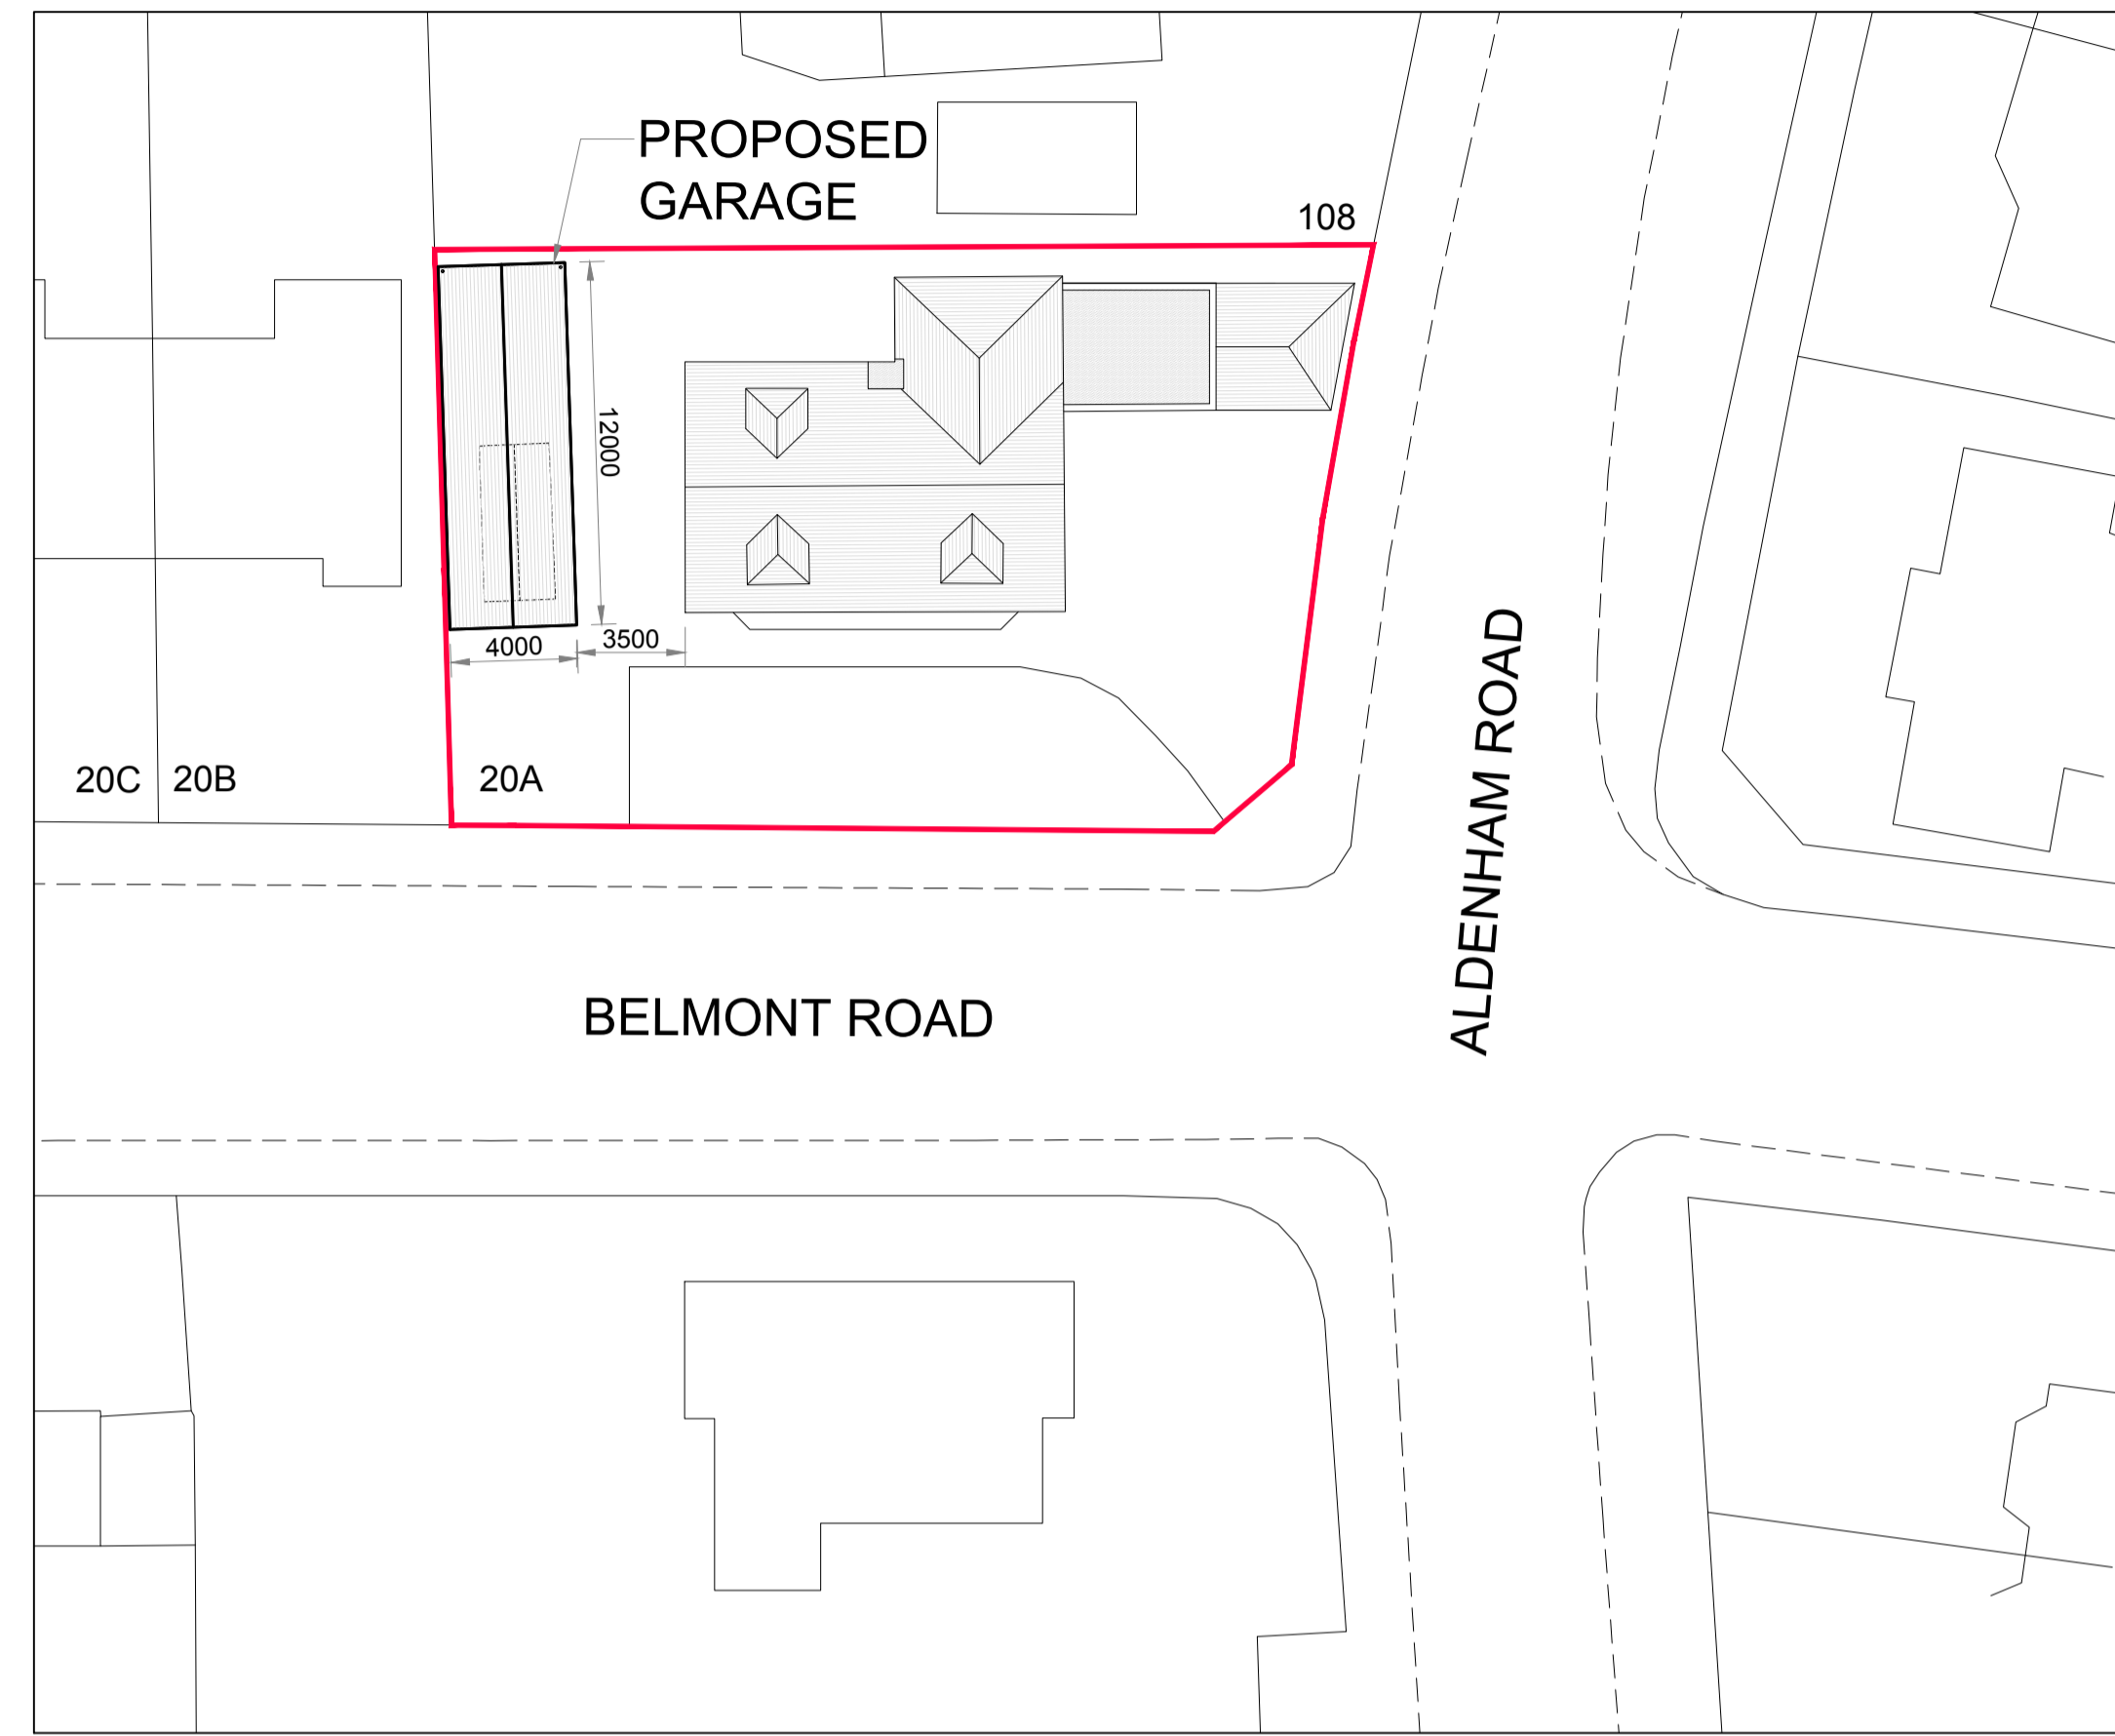 PROPOSED
GARAGE
108
12000
4000
3500
20C
20B
20A
ALDENHAM ROAD
BELMONT ROAD